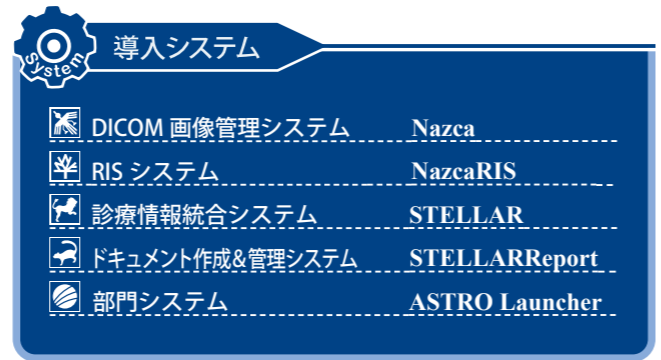 System
導入システム
DICOM 画像管理システム Nazca
RIS システム NazcaRIS
診療情報統合システム STELLAR
ドキュメント作成&管理システム STELLARReport
部門システム ASTRO Launcher